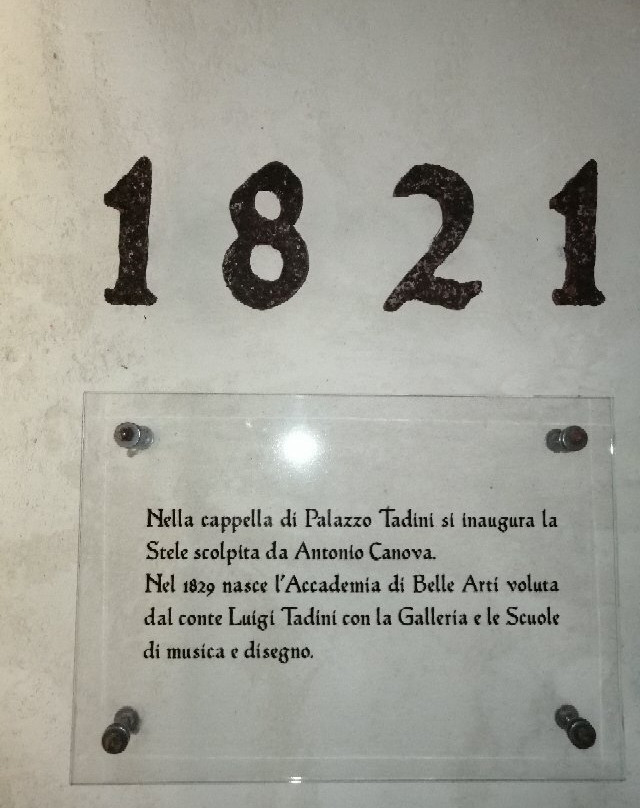 1821
Nella cappella di Palazzo Tadini si inaugura la
Stele scolpita da Antonio Canova.
Nel 1829 nasce l'Accademia di Belle Arti voluta
dal conte Luigi Tadini con la Galleria e le Scuole
di musica e disegno.